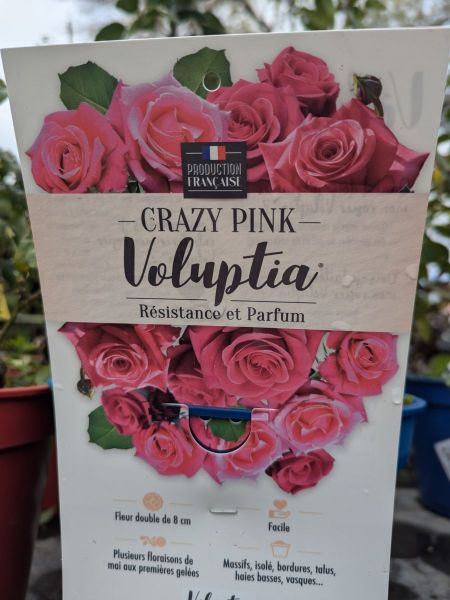 PRODUCTION
FRANÇAISE
CRAZY PINK
Voluptia®
Résistance et Parfum
Fleur double de 8 cm
Facile
Plusieurs floraisons de
mai aux premières gelées
Massifs, isolé, bordures, talus,
haies basses, vasques...